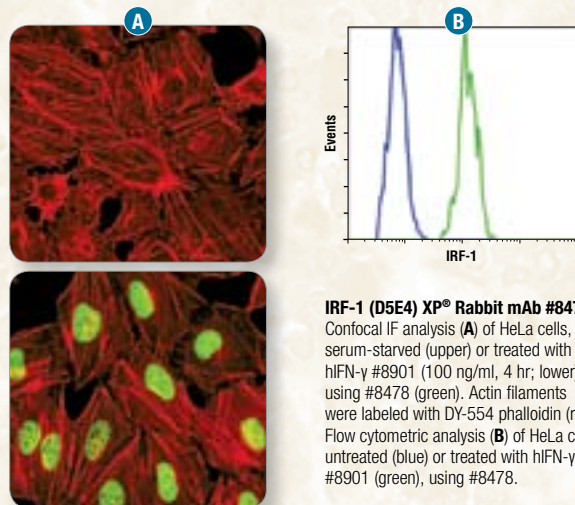 A
B
Events
IRF-1
IRF-1 (D5E4) XP® Rabbit mAb
Confocal IF analysis (A) of HeLa cells,
serum-starved (upper) or treated with
hIFN-γ #8901 (100 ng/ml, 4 hr; lower)
using #8478 (green). Actin filaments
were labeled with DY-554 phalloidin
Flow cytometric analysis (B) of HeLa
untreated (blue) or treated with hIFN-γ
#8901 (green), using #8478.